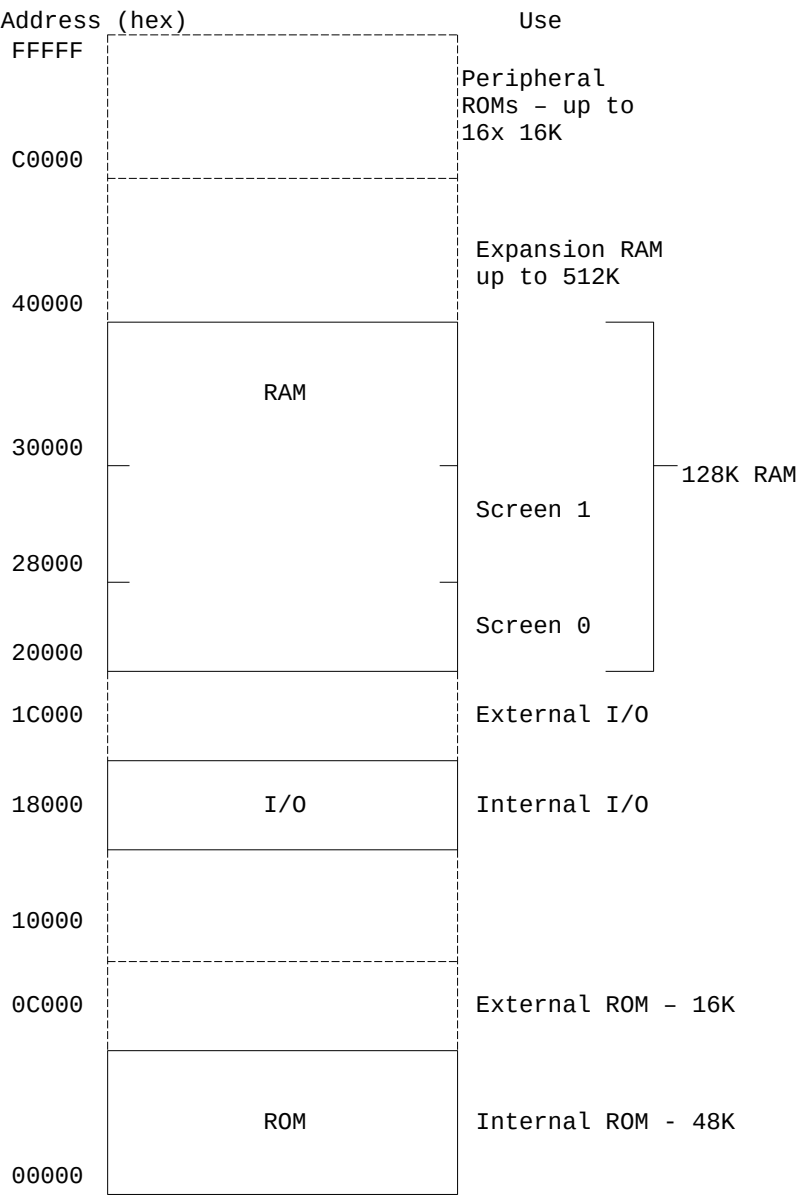 Address (hex) Use
FFFFF
Peripheral
ROMs – up to
16x 16K
C0000
Expansion RAM
up to 512K
40000
RAM
30000
128K RAM
Screen 1
28000
Screen 0
20000
1C000 External I/O
18000 I/O Internal I/O
10000
0C000 External ROM – 16K
ROM Internal ROM - 48K
00000